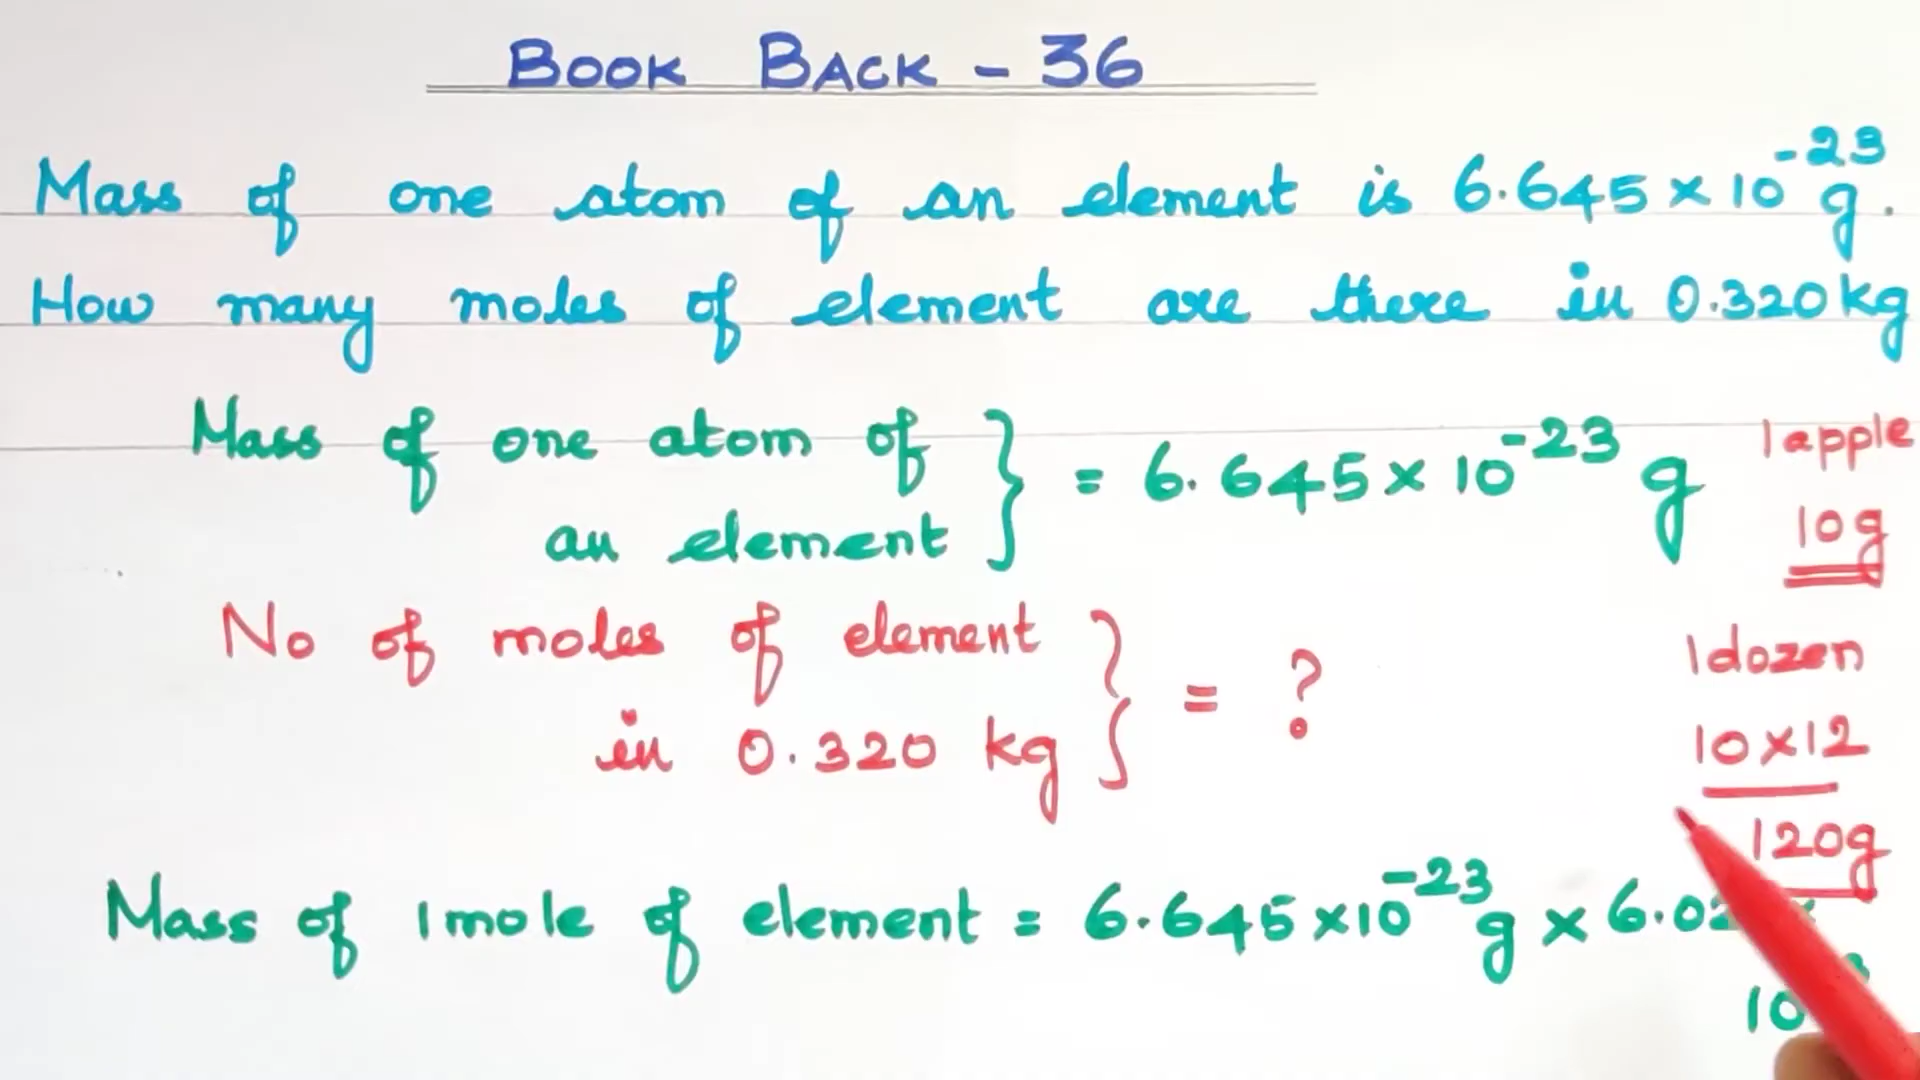 BOOK BACK - 36
Mass of one atom of an element is 6.645 × 10⁻²³ g.
How many moles of element are there in 0.320 kg
Mass of one atom of
an element } = 6.645 × 10⁻²³ g
1 apple
10g
No of moles of element
in 0.320 kg } = ?
1 dozen
10 × 12
120g
Mass of 1 mole of element = 6.645 × 10⁻²³ g ×